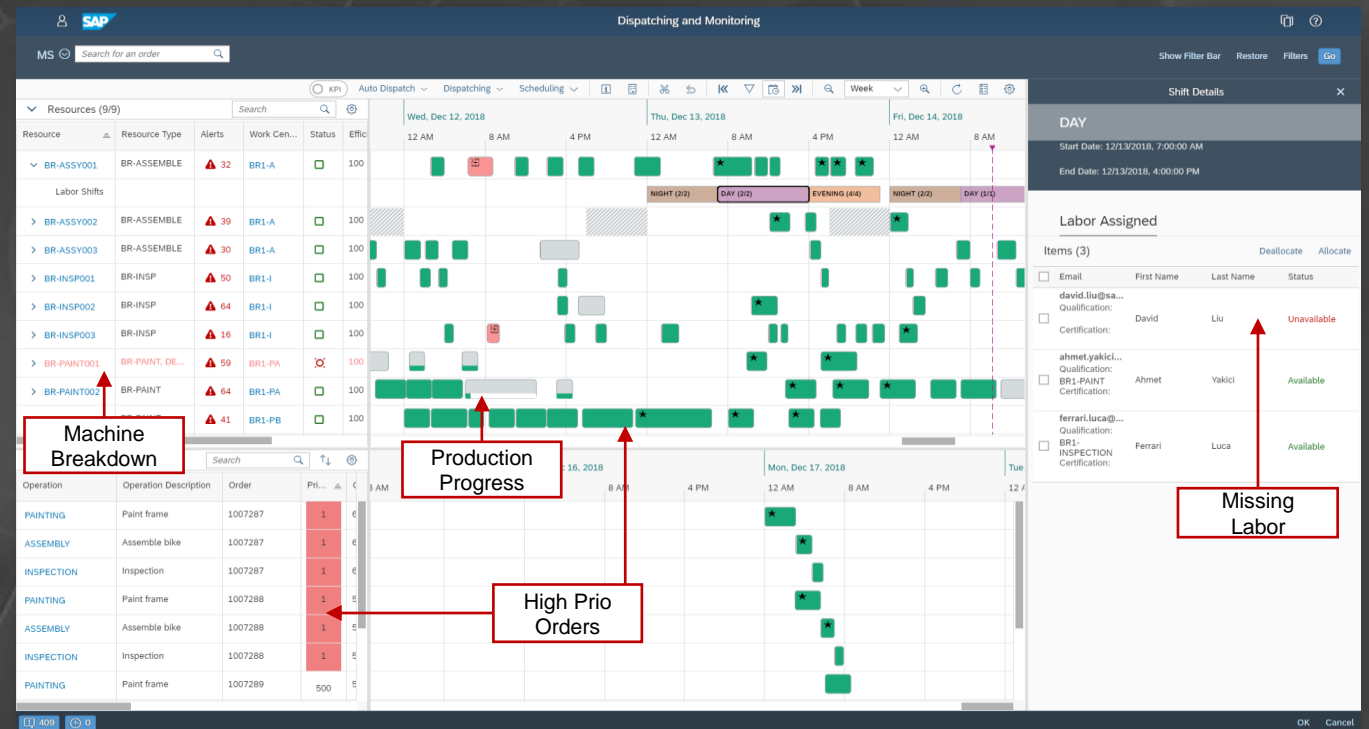 SAP
Dispatching and Monitoring
MS Search for an order
Show Filter Bar Restore Filters Go
KPI Auto Dispatch Dispatching Scheduling Week
Shift Details
Resources (9/9) Search
Wed, Dec 12, 2018 Thu, Dec 13, 2018 Fri, Dec 14, 2018
DAY
Resource Resource Type Alerts Work Cen... Status Effici
12 AM 8 AM 4 PM 12 AM 8 AM 4 PM 12 AM 8 AM
Start Date: 12/13/2018, 7:00:00 AM
End Date: 12/13/2018, 4:00:00 PM
BR-ASSY001 BR-ASSEMBLE 32 BR1-A 100
Labor Shifts
NIGHT (2/2) DAY (2/2) EVENING (4/4) NIGHT (2/2) DAY (1/1)
BR-ASSY002 BR-ASSEMBLE 39 BR1-A 100
BR-ASSY003 BR-ASSEMBLE 30 BR1-A 100
BR-INSP001 BR-INSP 50 BR1-I 100
BR-INSP002 BR-INSP 64 BR1-I 100
BR-INSP003 BR-INSP 16 BR1-I 100
BR-PAINT001 BR-PAINT, DE... 59 BR1-PA 100
BR-PAINT002 BR-PAINT 64 BR1-PA 100
41 BR1-PB 100
Labor Assigned
Items (3) Deallocate Allocate
Email First Name Last Name Status
david.liu@sa...
Qualification:
Certification:
David Liu Unavailable
ahmet.yakici...
Qualification:
BR1-PAINT
Certification:
Ahmet Yakici Available
ferrari.luca@...
Qualification:
BR1-
INSPECTION
Certification:
Ferrari Luca Available
Machine
Breakdown
Production
Progress
Missing
Labor
High Prio
Orders
Search
16, 2018 Mon, Dec 17, 2018 Tue
Operation Operation Description Order Pri...
AM 8 AM 4 PM 12 AM 8 AM 4 PM 12
PAINTING Paint frame 1007287 1 6
ASSEMBLY Assemble bike 1007287 1 6
INSPECTION Inspection 1007287 1 6
PAINTING Paint frame 1007288 1 5
ASSEMBLY Assemble bike 1007288 1 5
INSPECTION Inspection 1007288 1 5
PAINTING Paint frame 1007289 500 5
409 0
OK Cancel